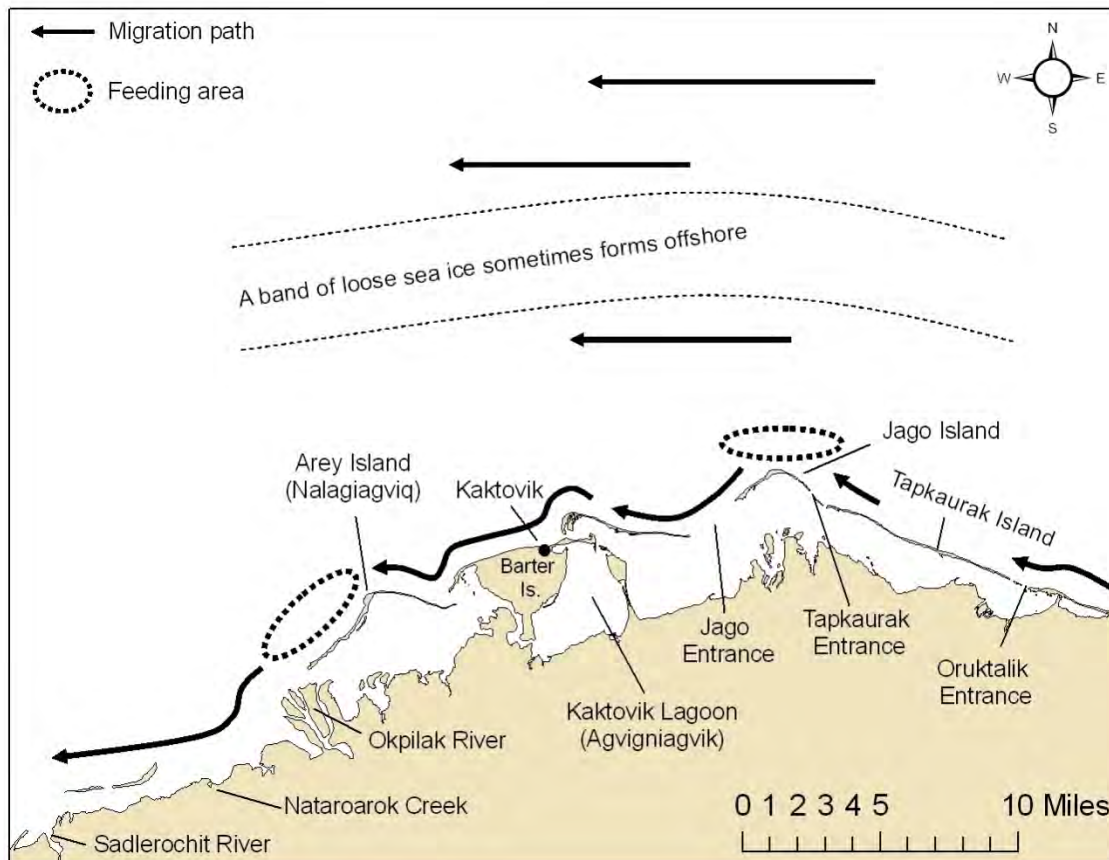 Migration path
Feeding area
N
W
E
S
A band of loose sea ice sometimes forms offshore
Jago Island
Arey Island
(Nalagiagviq)
Kaktovik
Tapkaurak Island
Barter
Is.
Jago
Entrance
Tapkaurak
Entrance
Oruktalik
Entrance
Kaktovik Lagoon
(Agvigniagvik)
Okpilak River
Nataroarok Creek
Sadlerochit River
0 1 2 3 4 5 10 Miles